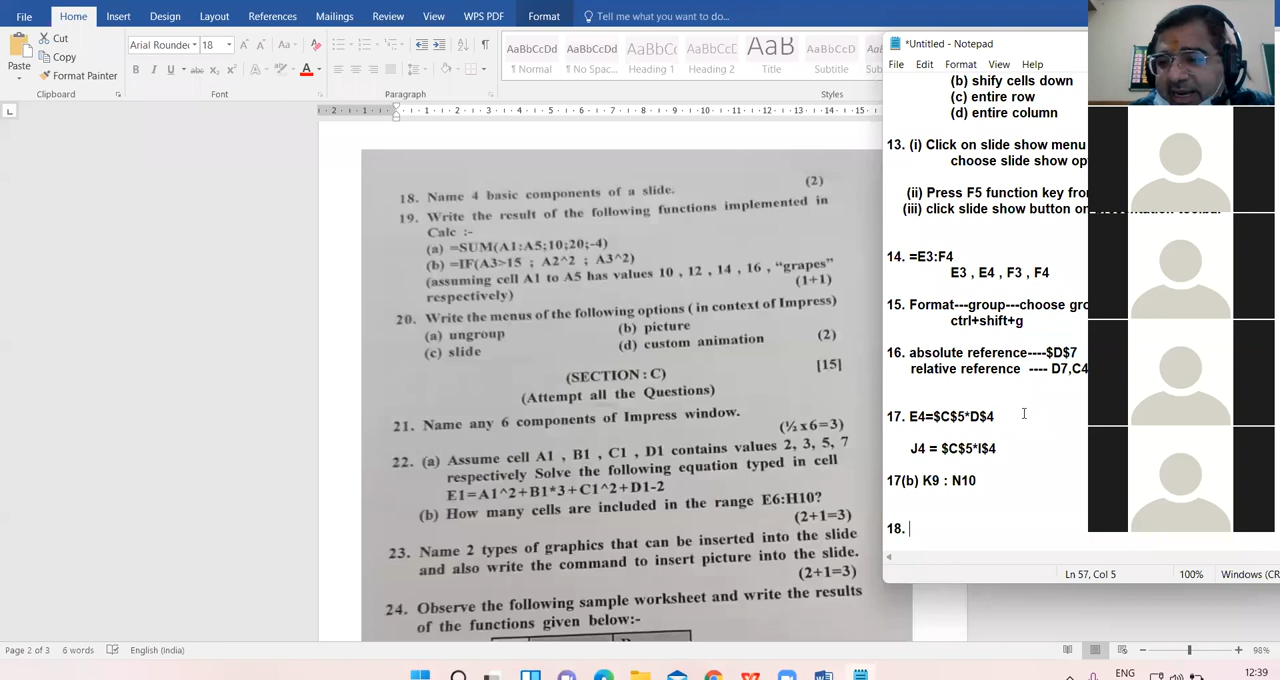 File Home Insert Design Layout References Mailings Review View WPS PDF Format Tell me what you want to do...
Paste Cut
Copy
Format Painter
Clipboard
Arial Rounde 18
Font
Paragraph
AaBbCcDd AaBbCcDd AaBbCc AaBbCcE AaB AaBbCcD
¶ Normal ¶ No Spac... Heading 1 Heading 2 Title Subtitle
Styles
18. Name 4 basic components of a slide. (2)
19. Write the result of the following functions implemented in
Calc :-
(a) =SUM(A1:A5;10;20;-4)
(b) =IF(A3>15 ; A2^2 ; A3^2)
(assuming cell A1 to A5 has values 10 , 12 , 14 , 16 , “grapes”
respectively) (1+1)
20. Write the menus of the following options ( in context of Impress)
(a) ungroup (b) picture
(c) slide (d) custom animation (2)
(SECTION : C) [15]
(Attempt all the Questions)
21. Name any 6 components of Impress window.
(½x6=3)
22. (a) Assume cell A1 , B1 , C1 , D1 contains values 2, 3, 5, 7
respectively Solve the following equation typed in cell
E1=A1^2+B1*3+C1^2+D1-2
(b) How many cells are included in the range E6:H10?
(2+1=3)
23. Name 2 types of graphics that can be inserted into the slide
and also write the command to insert picture into the slide.
(2+1=3)
24. Observe the following sample worksheet and write the results
of the functions given below:-
Page 2 of 3 6 words English (India) 98%
*Untitled - Notepad
File Edit Format View Help
(b) shify cells down
(c) entire row
(d) entire column
13. (i) Click on slide show menu
choose slide show op
(ii) Press F5 function key fro
(iii) click slide show button on
14. =E3:F4
E3 , E4 , F3 , F4
15. Format---group---choose gro
ctrl+shift+g
16. absolute reference----$D$7
relative reference ---- D7,C4
17. E4=$C$5*D$4
J4 = $C$5*I$4
17(b) K9 : N10
18.
Ln 57, Col 5 100% Windows (CR
ENG 12:39